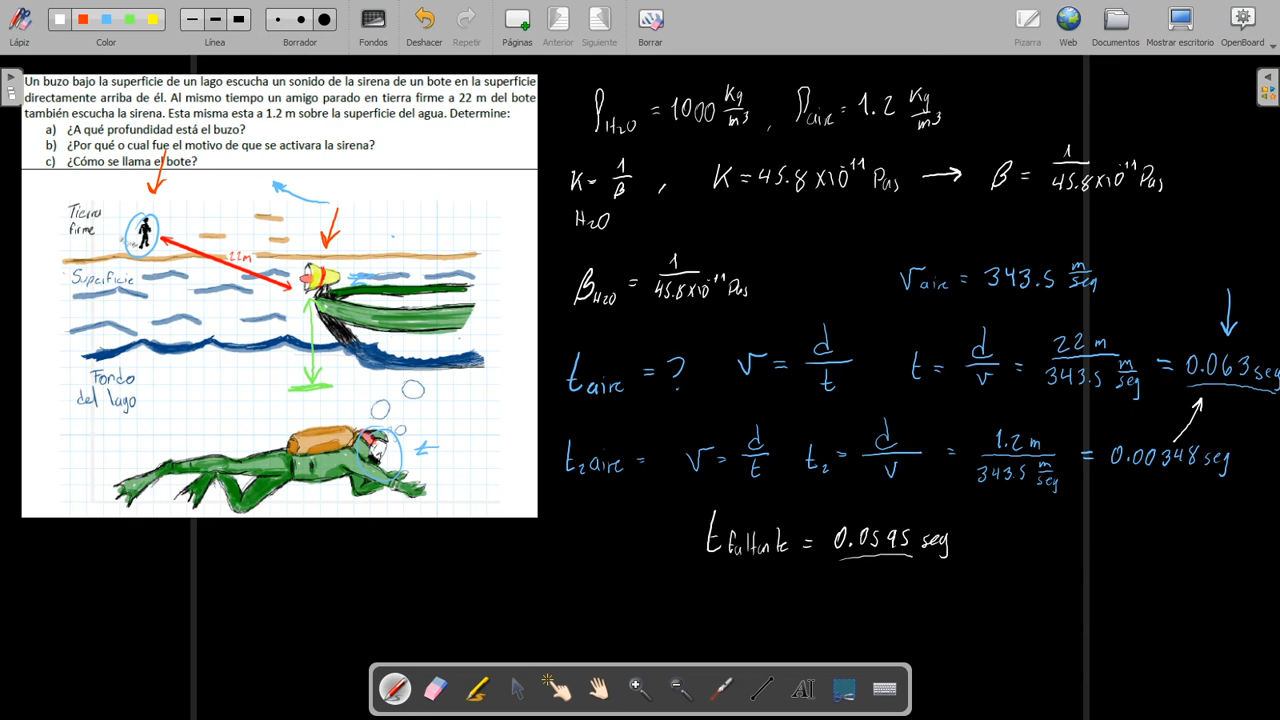 Lápiz
Color
Línea
Borrador
Fondos
Deshacer
Repetir
Páginas
Anterior
Siguiente
Borrar
Pizarra
Web
Documentos
Mostrar escritorio
OpenBoard
Un buzo bajo la superficie de un lago escucha un sonido de la sirena de un bote en la superficie
directamente arriba de él. Al mismo tiempo un amigo parado en tierra firme a 22 m del bote
también escucha la sirena. Esta misma esta a 1.2 m sobre la superficie del agua. Determine:
a) ¿A qué profundidad está el buzo?
b) ¿Por qué o cual fue el motivo de que se activara la sirena?
c) ¿Cómo se llama el bote?
Tierra
firme
22m
Superficie
Fondo
del lago
ρH2O = 1000 Kg/m3 , ρaire = 1.2 Kg/m3
K = 1/β , K = 45.8 x10^-11 Pas → β = 1/45.8x10^-11 Pas
H2O
βH2O = 1/45.8x10^-11 Pas
Vaire = 343.5 m/seg
taire = ? V = d/t t = d/v = 22 m/343.5 m/seg = 0.063 seg
t2 aire = V = d/t t2 = d/v = 1.2 m/343.5 m/seg = 0.00348 seg
t faltante = 0.0595 seg